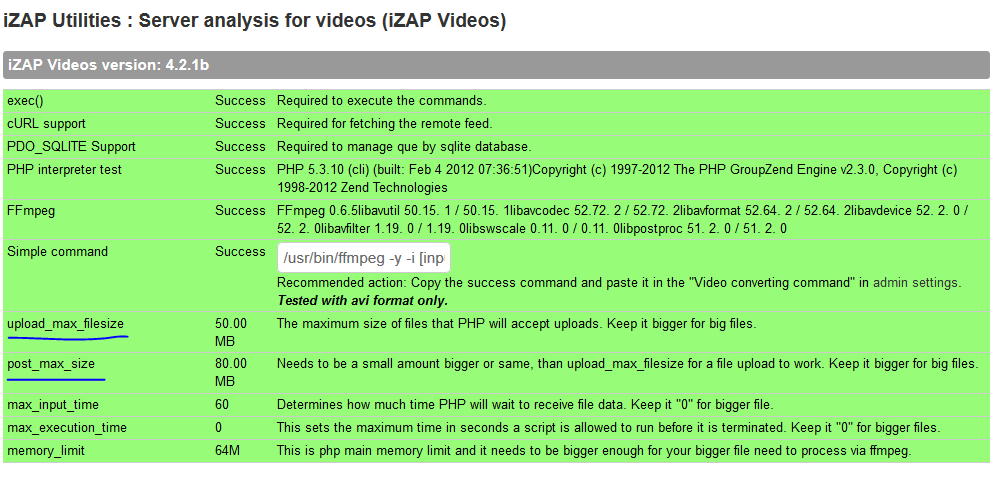 iZAP Utilities : Server analysis for videos (iZAP Videos)
iZAP Videos version: 4.2.1b
exec() Success Required to execute the commands.
cURL support Success Required for fetching the remote feed.
PDO_SQLITE Support Success Required to manage que by sqlite database.
PHP interpreter test Success PHP 5.3.10 (cli) (built: Feb 4 2012 07:36:51)Copyright (c) 1997-2012 The PHP GroupZend Engine v2.3.0, Copyright (c)
1998-2012 Zend Technologies
FFmpeg Success FFmpeg 0.6.5libavutil 50.15. 1 / 50.15. 1libavcodec 52.72. 2 / 52.72. 2libavformat 52.64. 2 / 52.64. 2libavdevice 52. 2. 0 /
52. 2. 0libavfilter 1.19. 0 / 1.19. 0libswscale 0.11. 0 / 0.11. 0libpostproc 51. 2. 0 / 51. 2. 0
Simple command Success /usr/bin/ffmpeg -y -i [inp
Recommended action: Copy the success command and paste it in the "Video converting command" in admin settings.
Tested with avi format only.
upload_max_filesize 50.00 The maximum size of files that PHP will accept uploads. Keep it bigger for big files.
MB
post_max_size 80.00 Needs to be a small amount bigger or same, than upload_max_filesize for a file upload to work. Keep it bigger for big files.
MB
max_input_time 60 Determines how much time PHP will wait to receive file data. Keep it "0" for bigger file.
max_execution_time 0 This sets the maximum time in seconds a script is allowed to run before it is terminated. Keep it "0" for bigger files.
memory_limit 64M This is php main memory limit and it needs to be bigger enough for your bigger file need to process via ffmpeg.